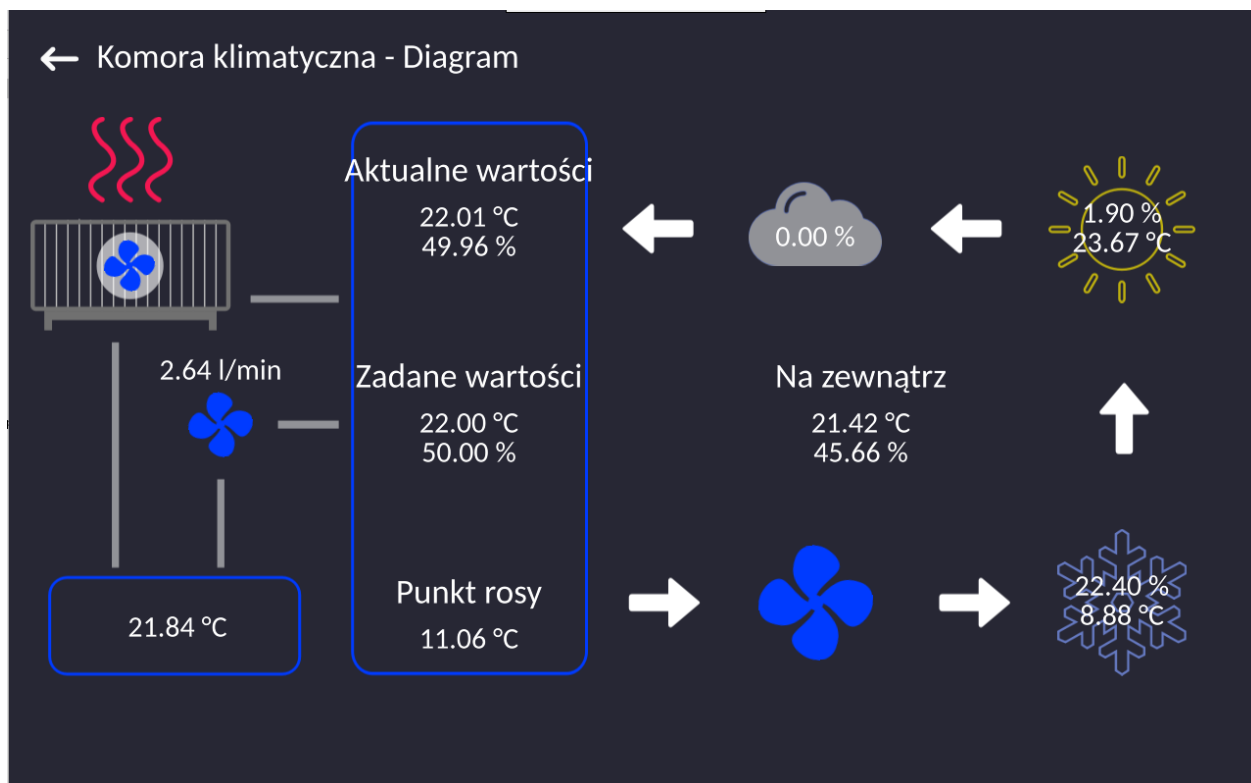 Komora klimatyczna - Diagram
Aktualne wartości
22.01 °C
49.96 %
0.00 %
1.90 %
23.67 °C
2.64 l/min
Zadane wartości
22.00 °C
50.00 %
Na zewnątrz
21.42 °C
45.66 %
21.84 °C
Punkt rosy
11.06 °C
22.40 %
8.88 °C